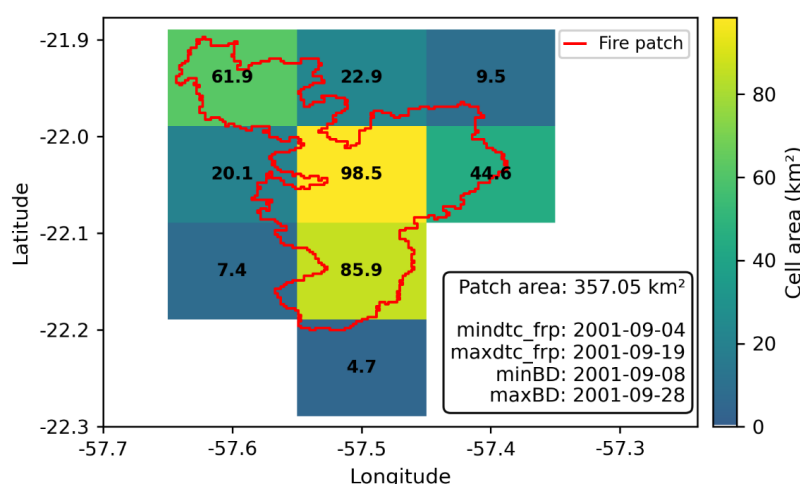 Fire patch
-21.9
-22.0
-22.1
-22.2
-22.3
Latitude
61.9
22.9
9.5
20.1
98.5
44.6
7.4
85.9
4.7
Patch area: 357.05 km²
mindtc_frp: 2001-09-04
maxdtc_frp: 2001-09-19
minBD: 2001-09-08
maxBD: 2001-09-28
-57.7
-57.6
-57.5
-57.4
-57.3
Longitude
80
60
40
20
0
Cell area (km²)